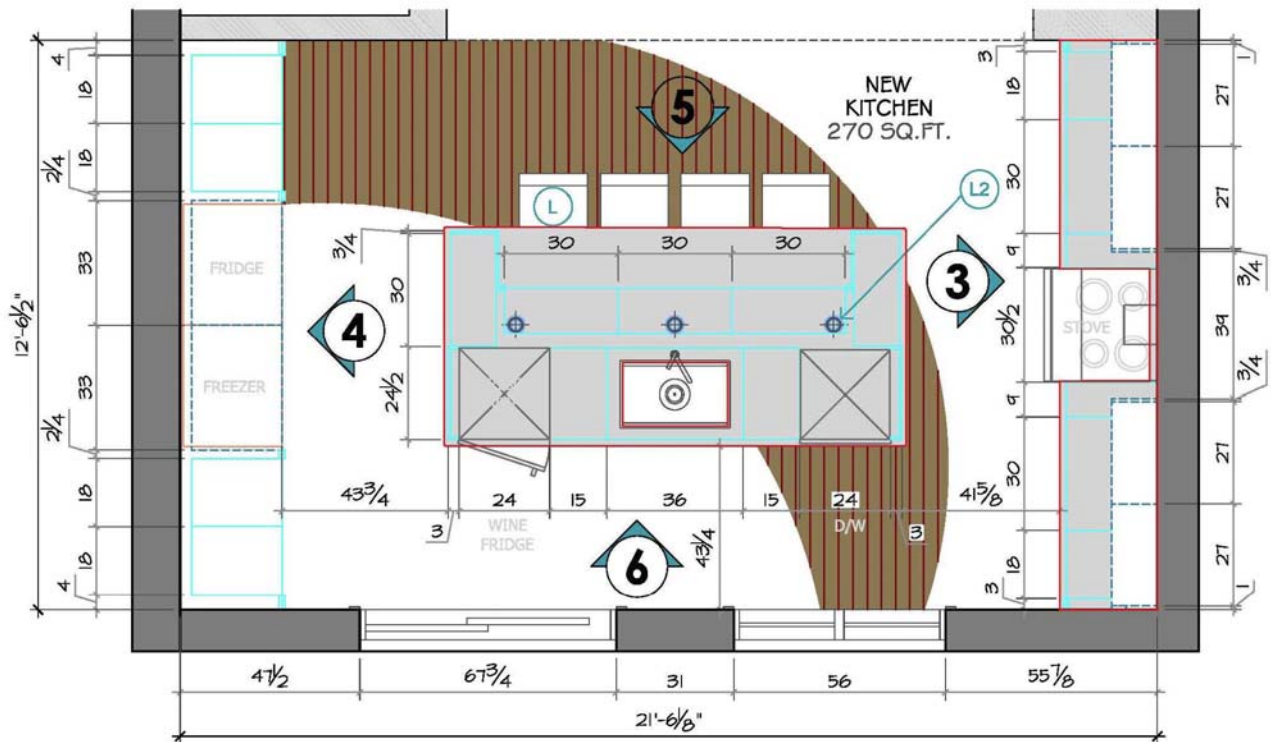 NEW
KITCHEN
270 SQ.FT.
5
L
L2
3
4
6
30 30 30
3/4
30
24 1/2
FRIDGE
FREEZER
STOVE
43 3/4 24 15 36 15 24 41 5/8
3 3
WINE
FRIDGE
D/W
43 1/4
4
18
18
2 1/4
33
33
2 1/4
18
18
4
12'-6 1/2"
3
18
30
9
30 1/2
9
30
18
3
1
27
27
3/4
39
3/4
27
27
1
47 1/2 67 3/4 31 56 55 7/8
21'-6 1/8"